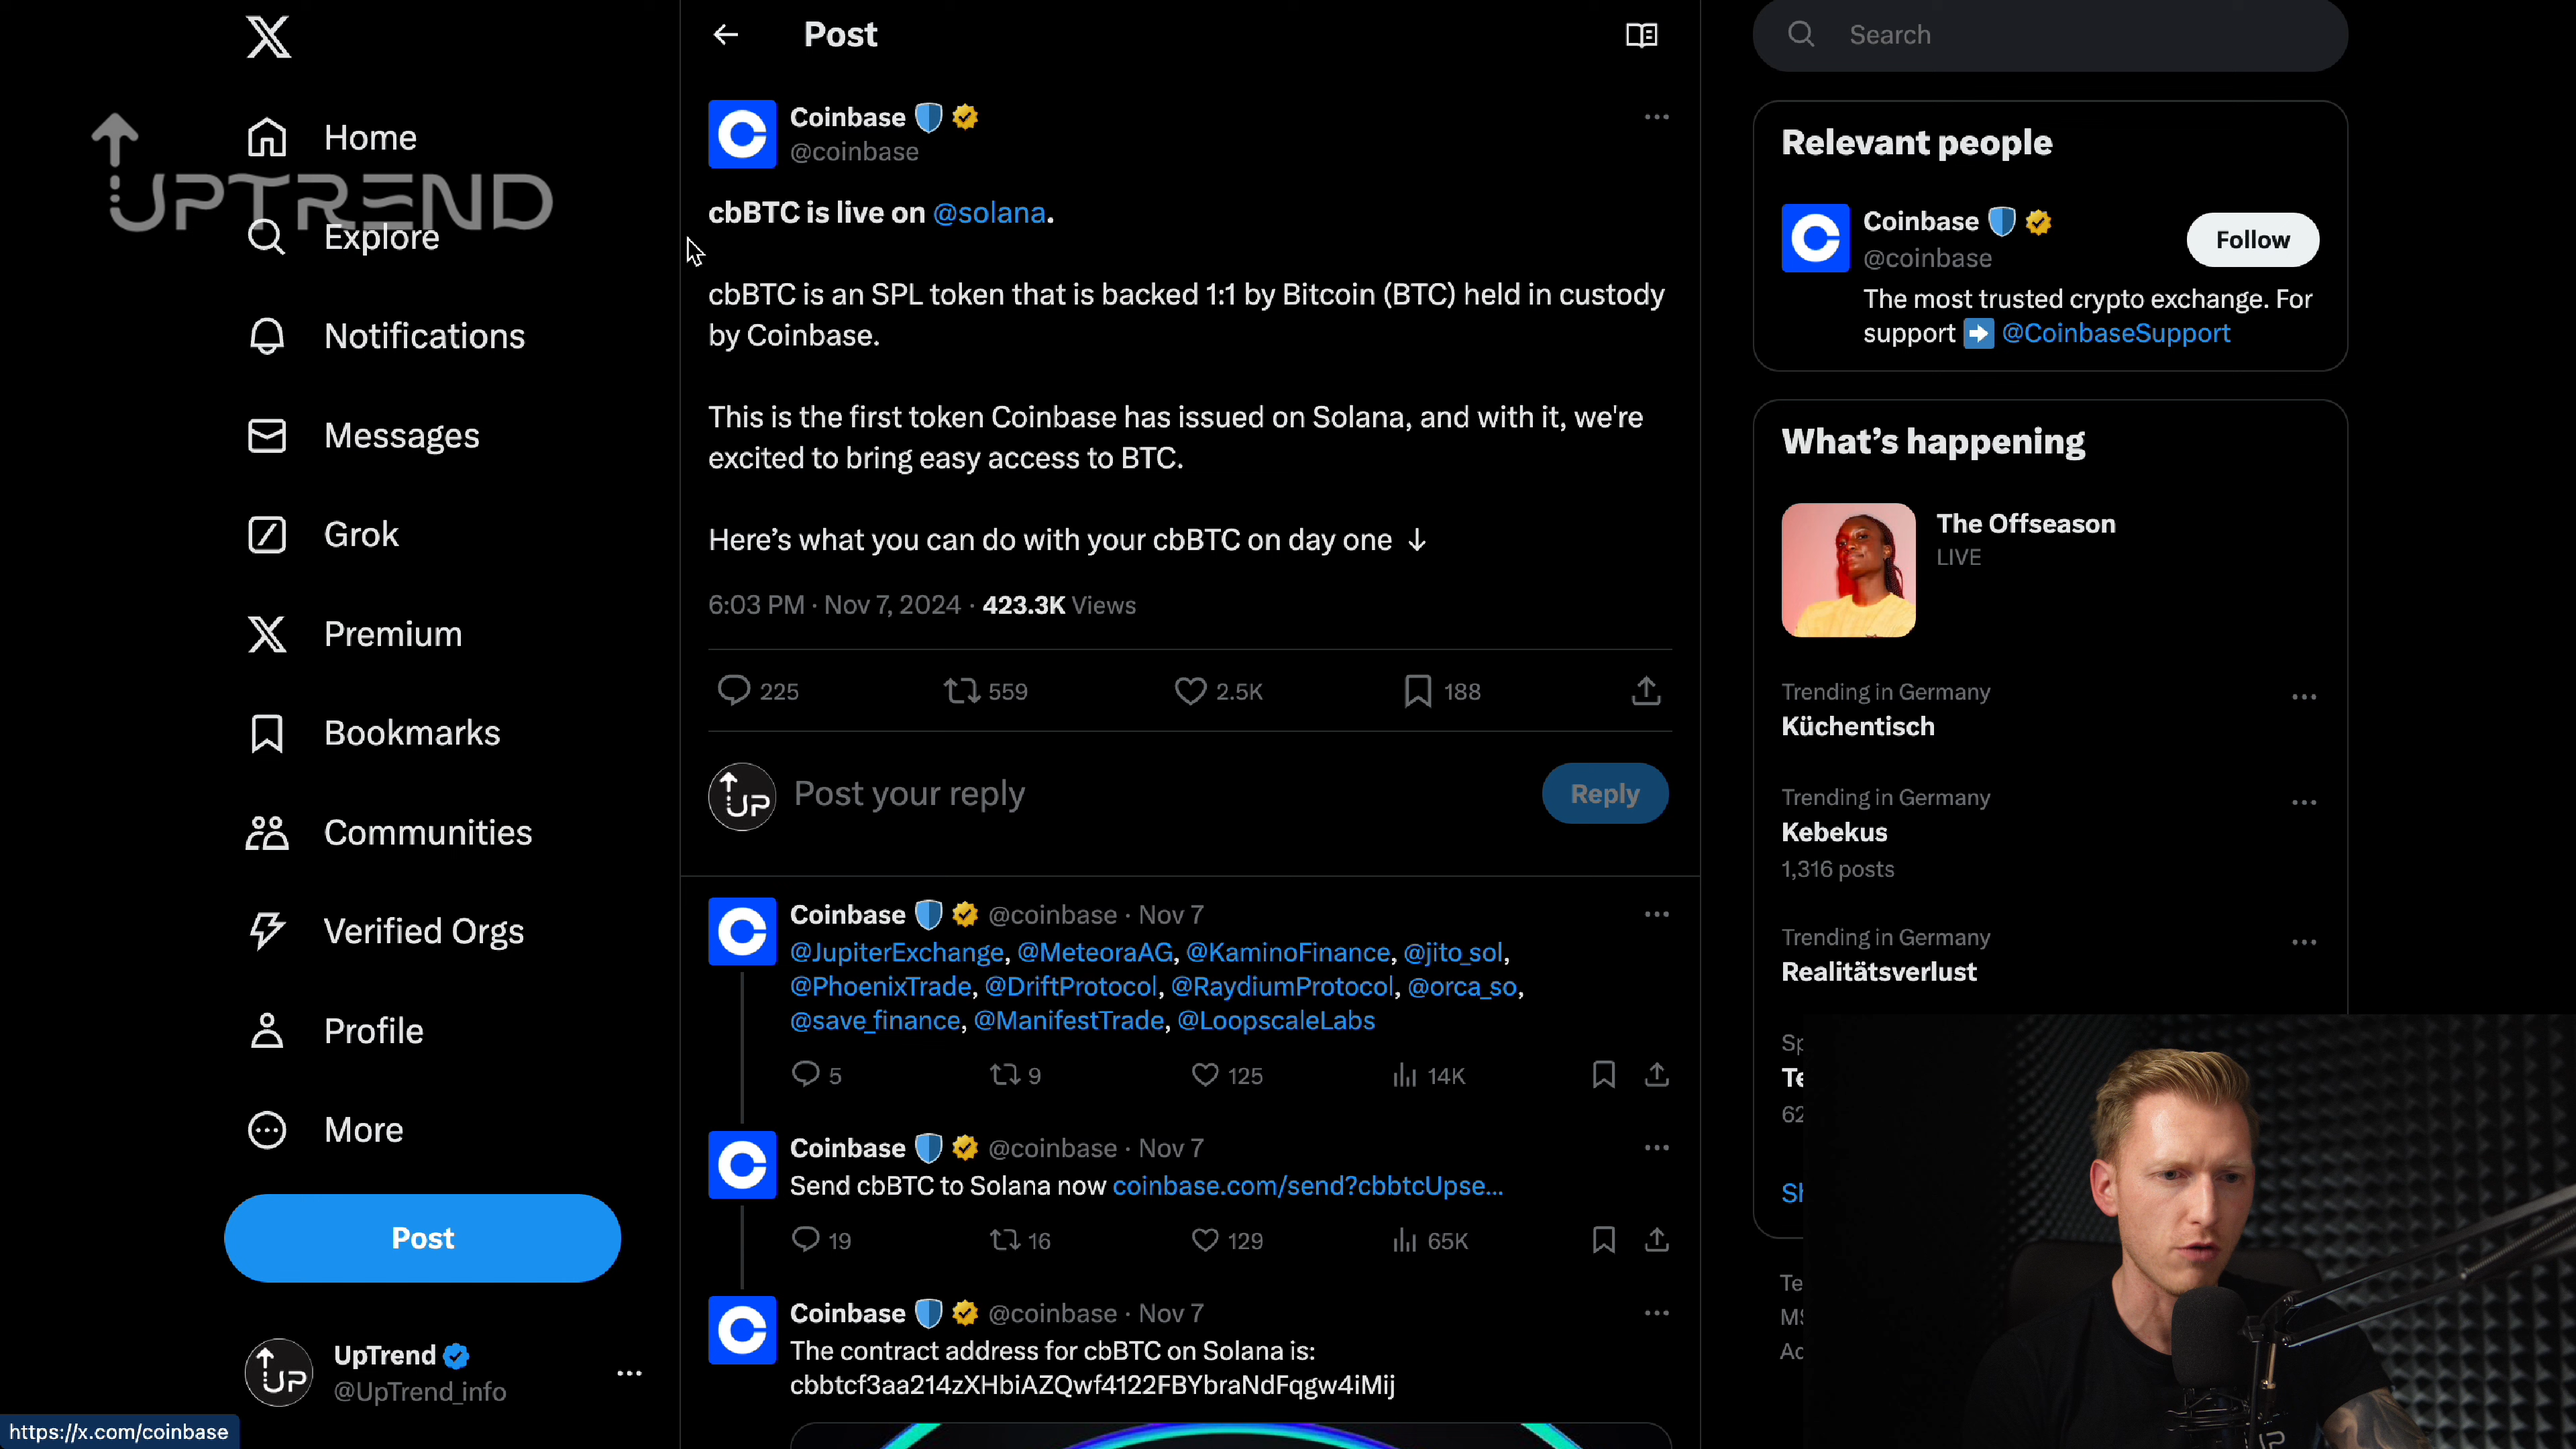 UPTREND
Home
Explore
Notifications
Messages
Grok
Premium
Bookmarks
Communities
Verified Orgs
Profile
More
Post
UpTrend
@UpTrend_info
https://x.com/coinbase
Post
Coinbase
@coinbase
cbBTC is live on @solana.
cbBTC is an SPL token that is backed 1:1 by Bitcoin (BTC) held in custody
by Coinbase.
This is the first token Coinbase has issued on Solana, and with it, we're
excited to bring easy access to BTC.
Here’s what you can do with your cbBTC on day one ↓
6:03 PM · Nov 7, 2024 · 423.3K Views
225 559 2.5K 188
UP Post your reply Reply
Coinbase @coinbase · Nov 7
@JupiterExchange, @MeteoraAG, @KaminoFinance, @jito_sol,
@PhoenixTrade, @DriftProtocol, @RaydiumProtocol, @orca_so,
@save_finance, @ManifestTrade, @LoopscaleLabs
5 9 125 14K
Coinbase @coinbase · Nov 7
Send cbBTC to Solana now coinbase.com/send?cbbtcUpse...
19 16 129 65K
Coinbase @coinbase · Nov 7
The contract address for cbBTC on Solana is:
cbbtcf3aa214zXHbiAZQwf4122FBYbraNdFqgw4iMij
Search
Relevant people
Coinbase
@coinbase
Follow
The most trusted crypto exchange. For
support @CoinbaseSupport
What’s happening
The Offseason
LIVE
Trending in Germany
Küchentisch
Trending in Germany
Kebekus
1,316 posts
Trending in Germany
Realitätsverlust
UP